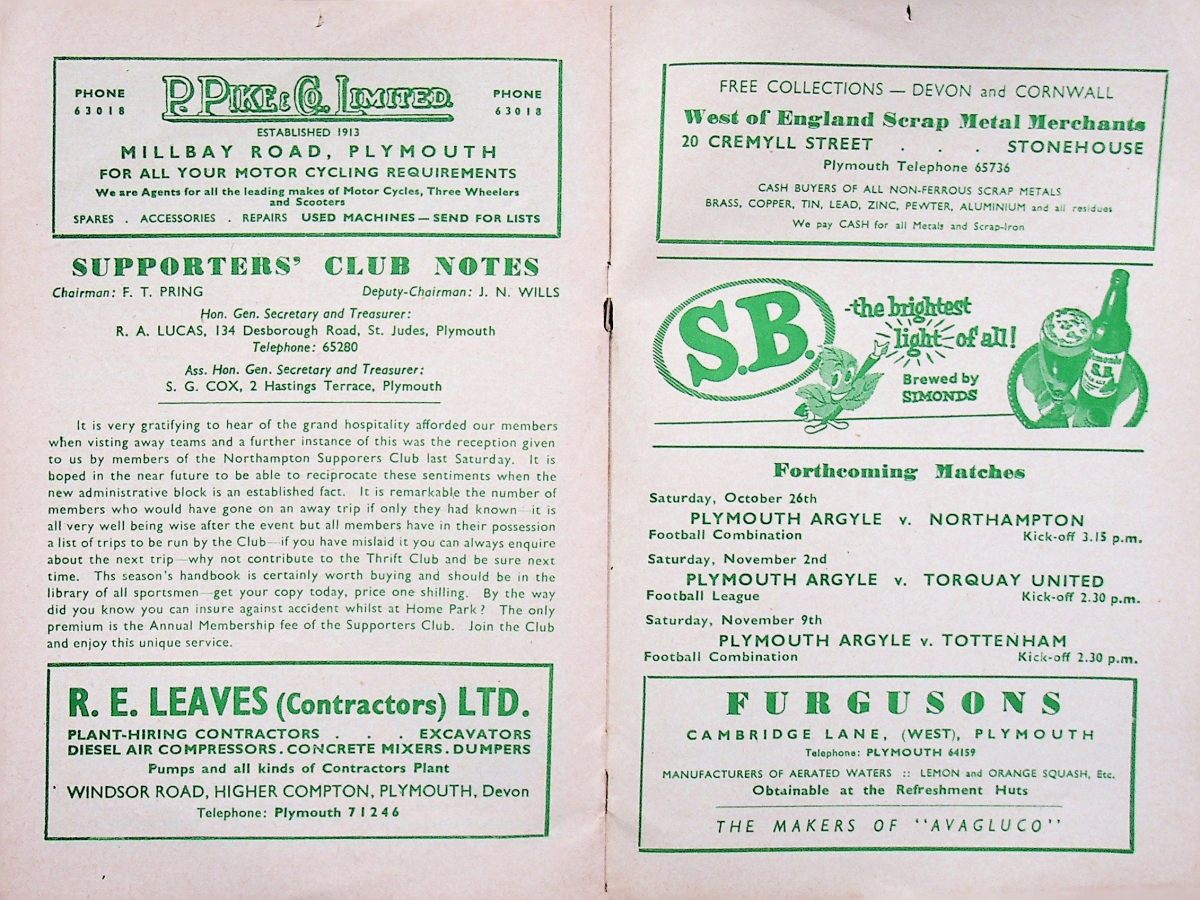 PHONE
63018
P. PIKE & Co. LIMITED.
PHONE
63018
ESTABLISHED 1913
MILLBAY ROAD, PLYMOUTH
FOR ALL YOUR MOTOR CYCLING REQUIREMENTS
We are Agents for all the leading makes of Motor Cycles, Three Wheelers
and Scooters
SPARES . ACCESSORIES . REPAIRS USED MACHINES — SEND FOR LISTS
SUPPORTERS' CLUB NOTES
Chairman: F. T. PRING Deputy-Chairman: J. N. WILLS
Hon. Gen. Secretary and Treasurer:
R. A. LUCAS, 134 Desborough Road, St. Judes, Plymouth
Telephone: 65280
Ass. Hon. Gen. Secretary and Treasurer:
S. G. COX, 2 Hastings Terrace, Plymouth
It is very gratifying to hear of the grand hospitality afforded our members
when visting away teams and a further instance of this was the reception given
to us by members of the Northampton Supporers Club last Saturday. It is
boped in the near future to be able to reciprocate these sentiments when the
new administrative block is an established fact. It is remarkable the number of
members who would have gone on an away trip if only they had known—it is
all very well being wise after the event but all members have in their possession
a list of trips to be run by the Club—if you have mislaid it you can always enquire
about the next trip—why not contribute to the Thrift Club and be sure next
time. Ths season's handbook is certainly worth buying and should be in the
library of all sportsmen—get your copy today, price one shilling. By the way
did you know you can insure against accident whilst at Home Park? The only
premium is the Annual Membership fee of the Supporters Club. Join the Club
and enjoy this unique service.
R. E. LEAVES (Contractors) LTD.
PLANT-HIRING CONTRACTORS . . . EXCAVATORS
DIESEL AIR COMPRESSORS . CONCRETE MIXERS . DUMPERS
Pumps and all kinds of Contractors Plant
WINDSOR ROAD, HIGHER COMPTON, PLYMOUTH, Devon
Telephone: Plymouth 71246
FREE COLLECTIONS — DEVON and CORNWALL
West of England Scrap Metal Merchants
20 CREMYLL STREET . . . STONEHOUSE
Plymouth Telephone 65736
CASH BUYERS OF ALL NON-FERROUS SCRAP METALS
BRASS, COPPER, TIN, LEAD, ZINC, PEWTER, ALUMINIUM and all residues
We pay CASH for all Metals and Scrap-Iron
S.B.
-the brightest
light of all!
Brewed by
SIMONDS
S.B.
Forthcoming Matches
Saturday, October 26th
PLYMOUTH ARGYLE v. NORTHAMPTON
Football Combination Kick-off 3.15 p.m.
Saturday, November 2nd
PLYMOUTH ARGYLE v. TORQUAY UNITED
Football League Kick-off 2.30 p.m.
Saturday, November 9th
PLYMOUTH ARGYLE v. TOTTENHAM
Football Combination Kick-off 2.30 p.m.
FURGUSONS
CAMBRIDGE LANE, (WEST), PLYMOUTH
Telephone: PLYMOUTH 64159
MANUFACTURERS OF AERATED WATERS :: LEMON and ORANGE SQUASH, Etc.
Obtainable at the Refreshment Huts
THE MAKERS OF "AVAGLUCO"